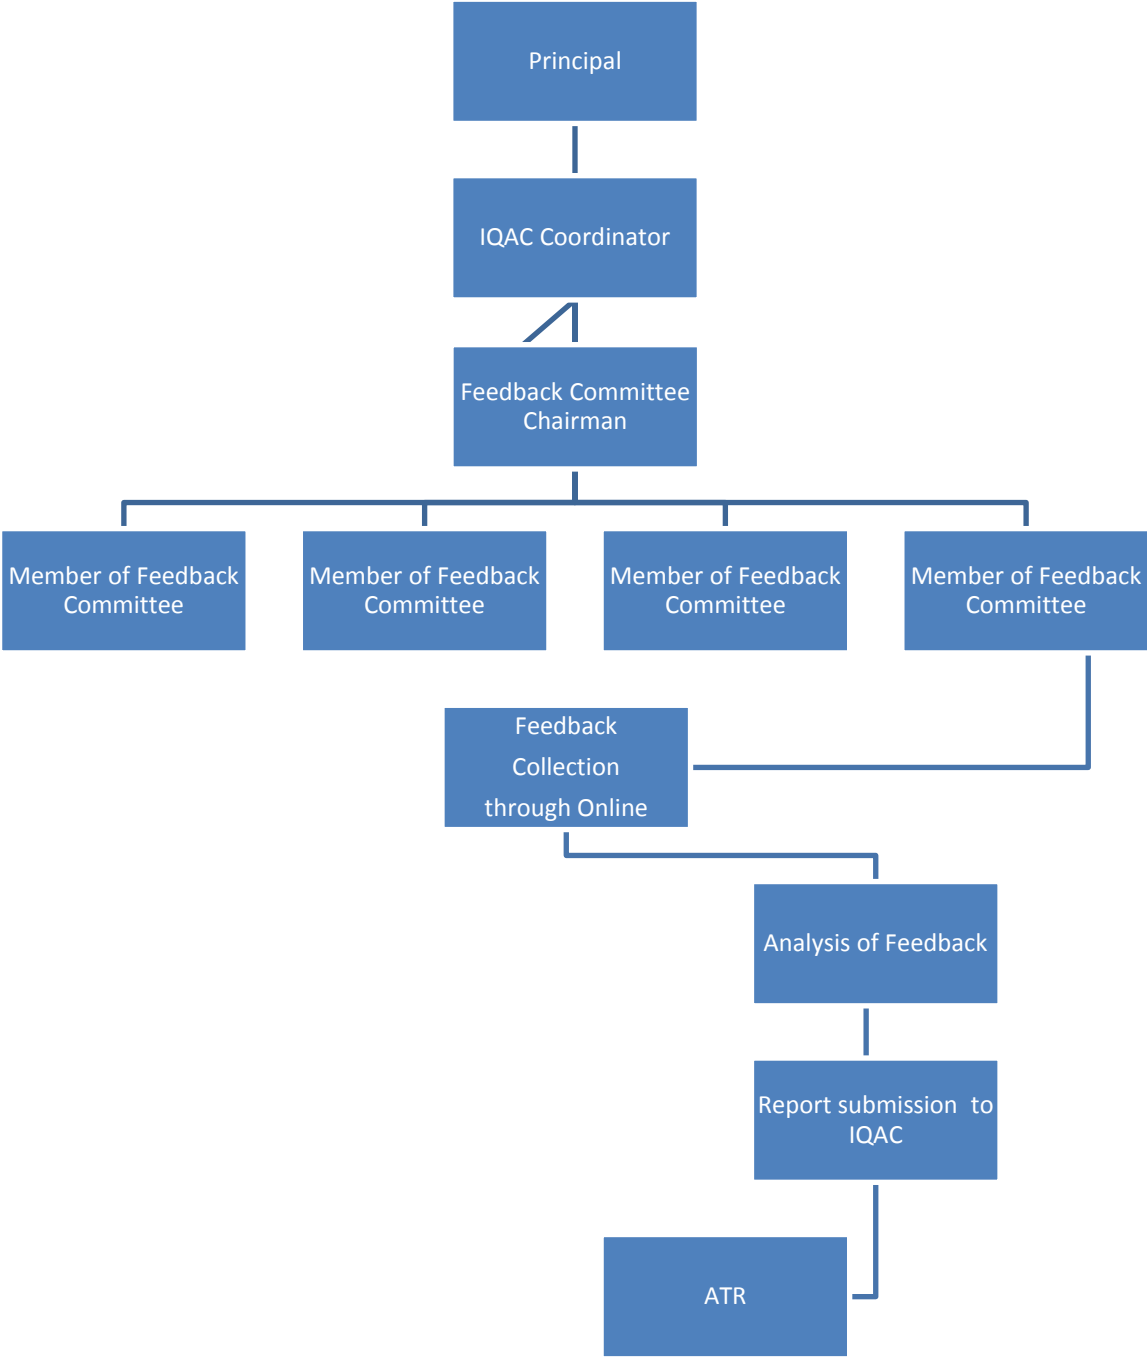 Principal
IQAC Coordinator
Feedback Committee
Chairman
Member of Feedback
Committee
Member of Feedback
Committee
Member of Feedback
Committee
Member of Feedback
Committee
Feedback
Collection
through Online
Analysis of Feedback
Report submission  to
IQAC
ATR